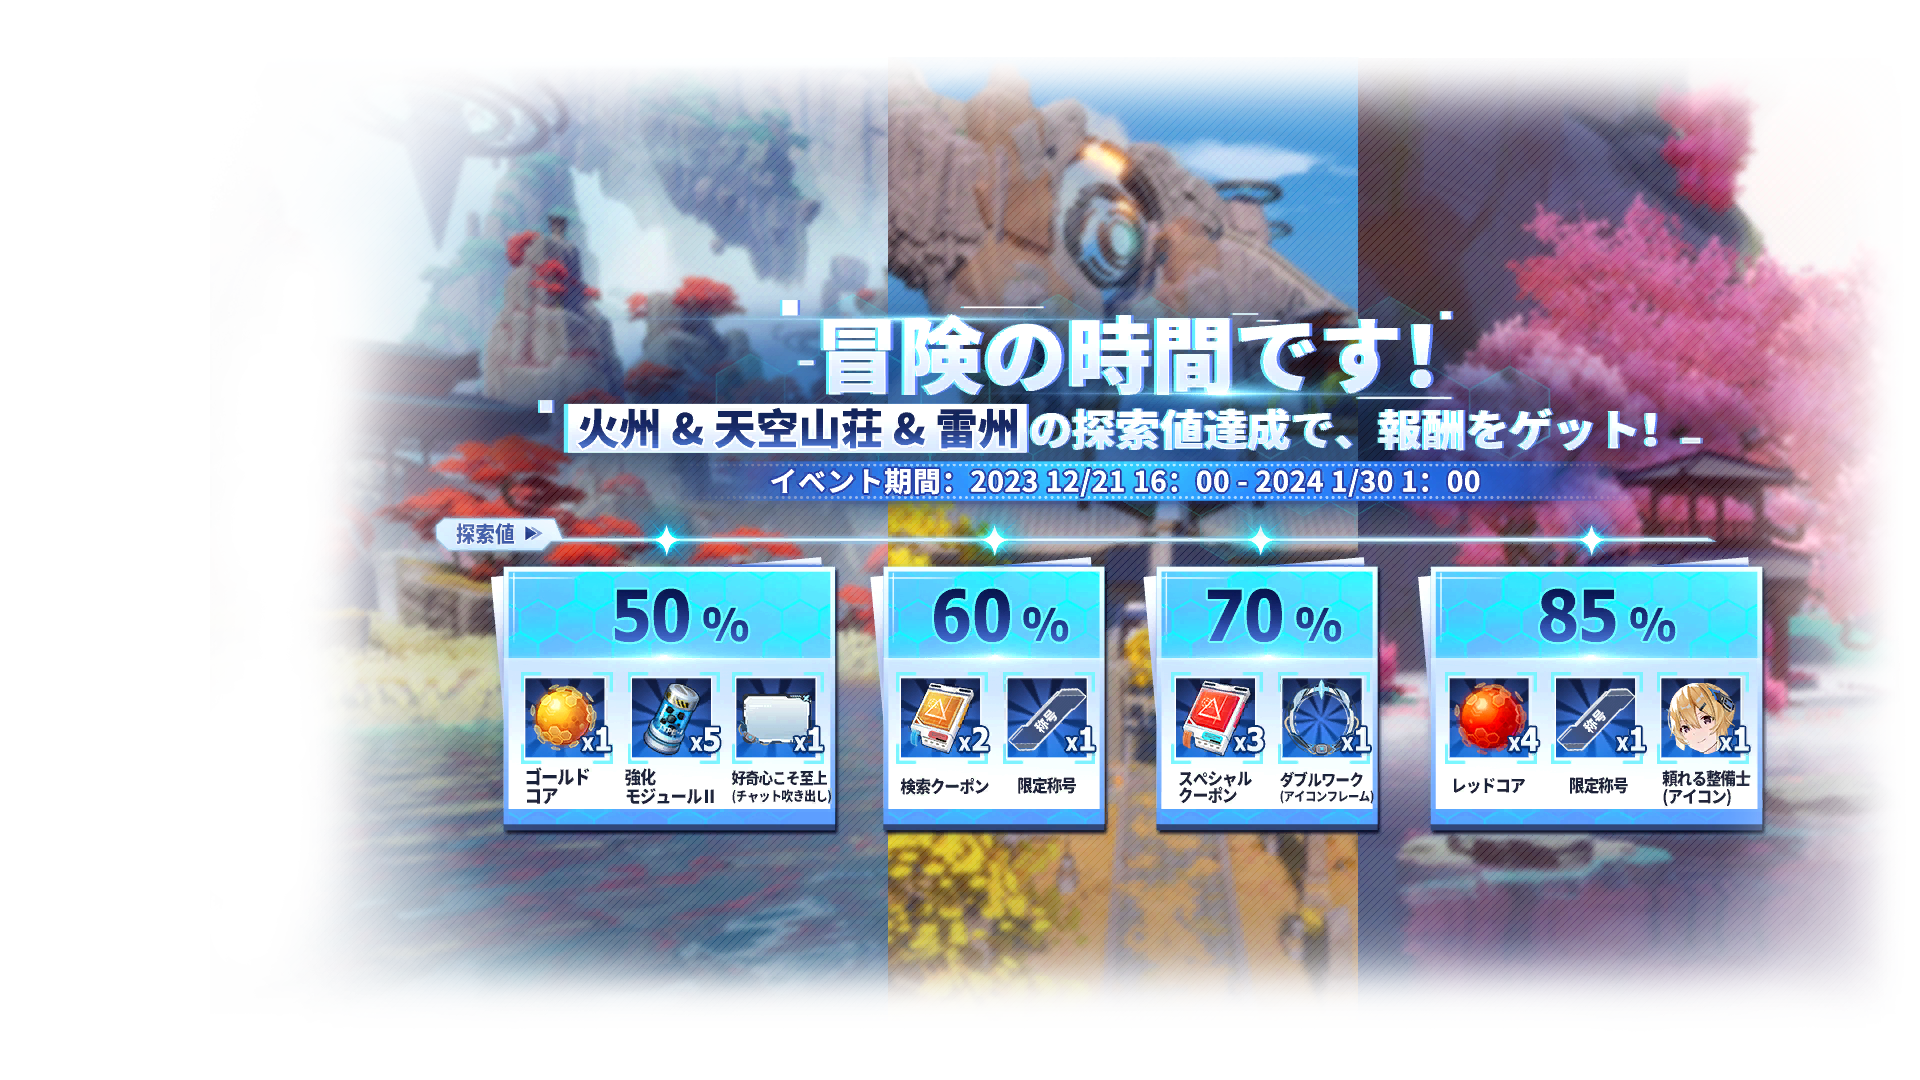 冒険の時間です!
火州 & 天空山荘 & 雷州の探索値達成で、報酬をゲット!
イベント期間：2023 12/21 16：00 - 2024 1/30 1：00
探索値
50 %
x1
x5
x1
ゴールド
コア
強化
モジュールII
好奇心こそ至上
(チャット吹き出し)
60 %
x2
称号
x1
検索クーポン
限定称号
70 %
x3
x1
スペシャル
クーポン
ダブルワーク
(アイコンフレーム)
85 %
x4
称号
x1
x1
レッドコア
限定称号
頼れる整備士
(アイコン)